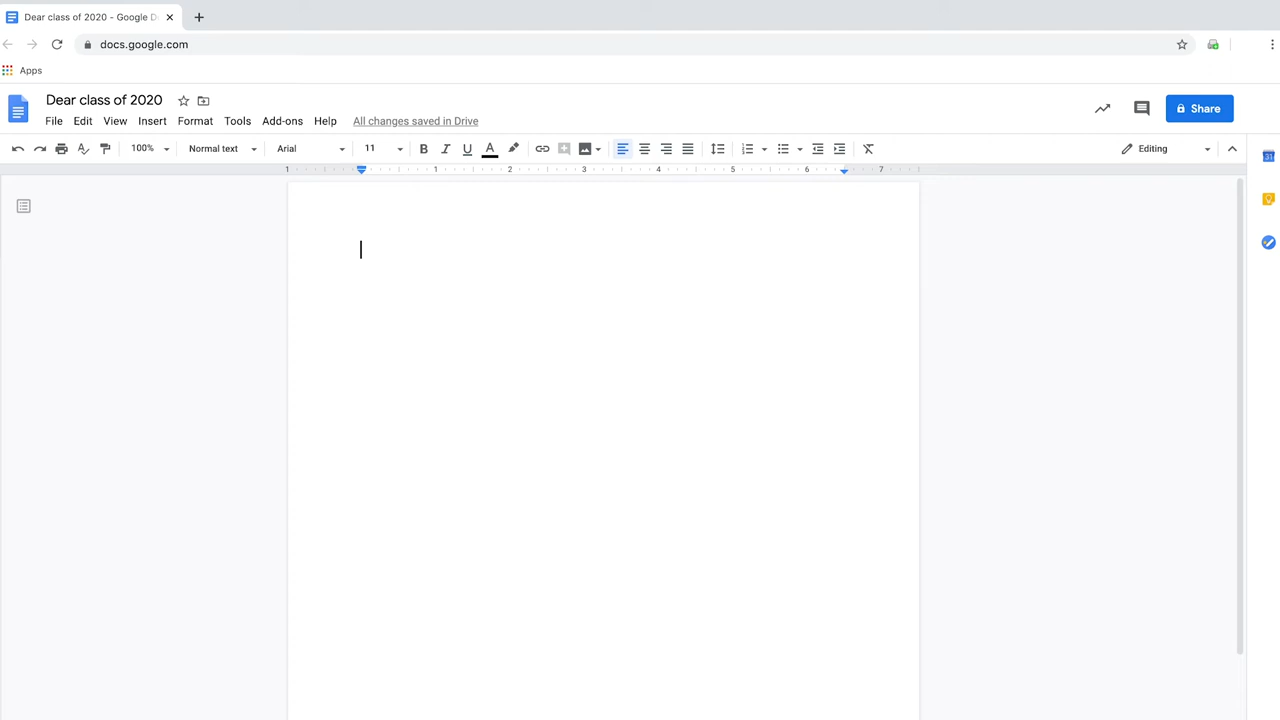 Dear class of 2020 - Google D
docs.google.com
Apps
Dear class of 2020
File Edit View Insert Format Tools Add-ons Help All changes saved in Drive
Share
100% Normal text Arial 11 B I U A Editing
1 1 2 3 4 5 6 7
31